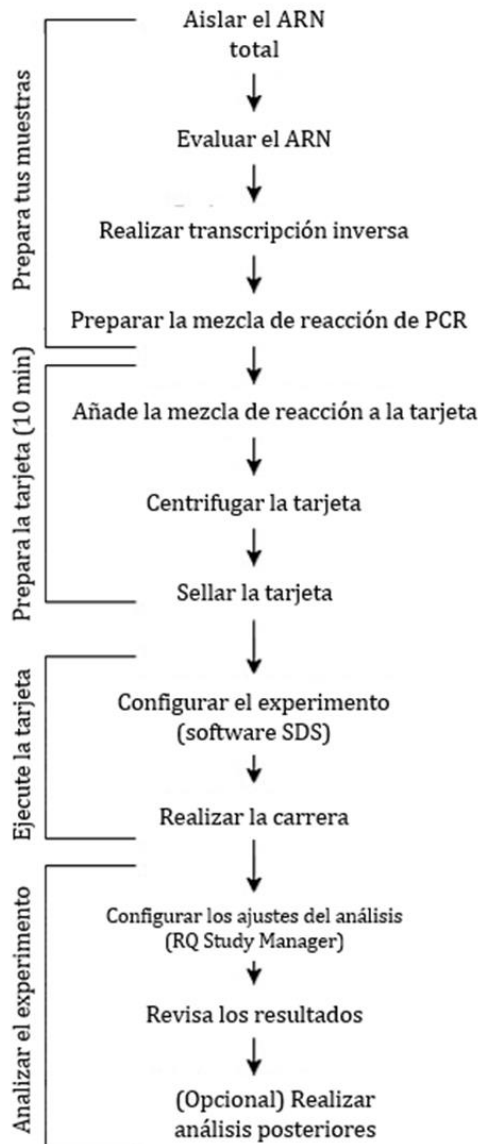 Prepara tus muestras
Aislar el ARN
total
Evaluar el ARN
Realizar transcripción inversa
Preparar la mezcla de reacción de PCR
Prepara la tarjeta (10 min)
Añade la mezcla de reacción a la tarjeta
Centrifugar la tarjeta
Sellar la tarjeta
Ejecute la tarjeta
Configurar el experimento
(software SDS)
Realizar la carrera
Analizar el experimento
Configurar los ajustes del análisis
(RQ Study Manager)
Revisa los resultados
(Opcional) Realizar
análisis posteriores